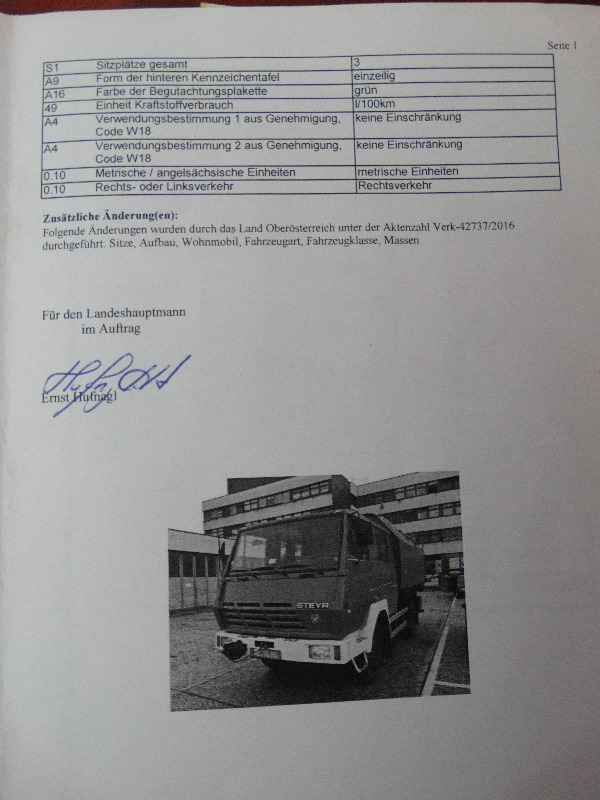 Seite 1
S1 Sitzplätze gesamt 3
A9 Form der hinteren Kennzeichentafel einzeilig
A16 Farbe der Begutachtungsplakette grün
49 Einheit Kraftstoffverbrauch l/100km
A4 Verwendungsbestimmung 1 aus Genehmigung, keine Einschränkung
Code W18
A4 Verwendungsbestimmung 2 aus Genehmigung, keine Einschränkung
Code W18
0.10 Metrische / angelsächsische Einheiten metrische Einheiten
0.10 Rechts- oder Linksverkehr Rechtsverkehr
Zusätzliche Änderung(en):
Folgende Änderungen wurden durch das Land Oberösterreich unter der Aktenzahl Verk-42737/2016
durchgeführt: Sitze, Aufbau, Wohnmobil, Fahrzeugart, Fahrzeugklasse, Massen
Für den Landeshauptmann
im Auftrag
Ernst Hufnagl
STEYR